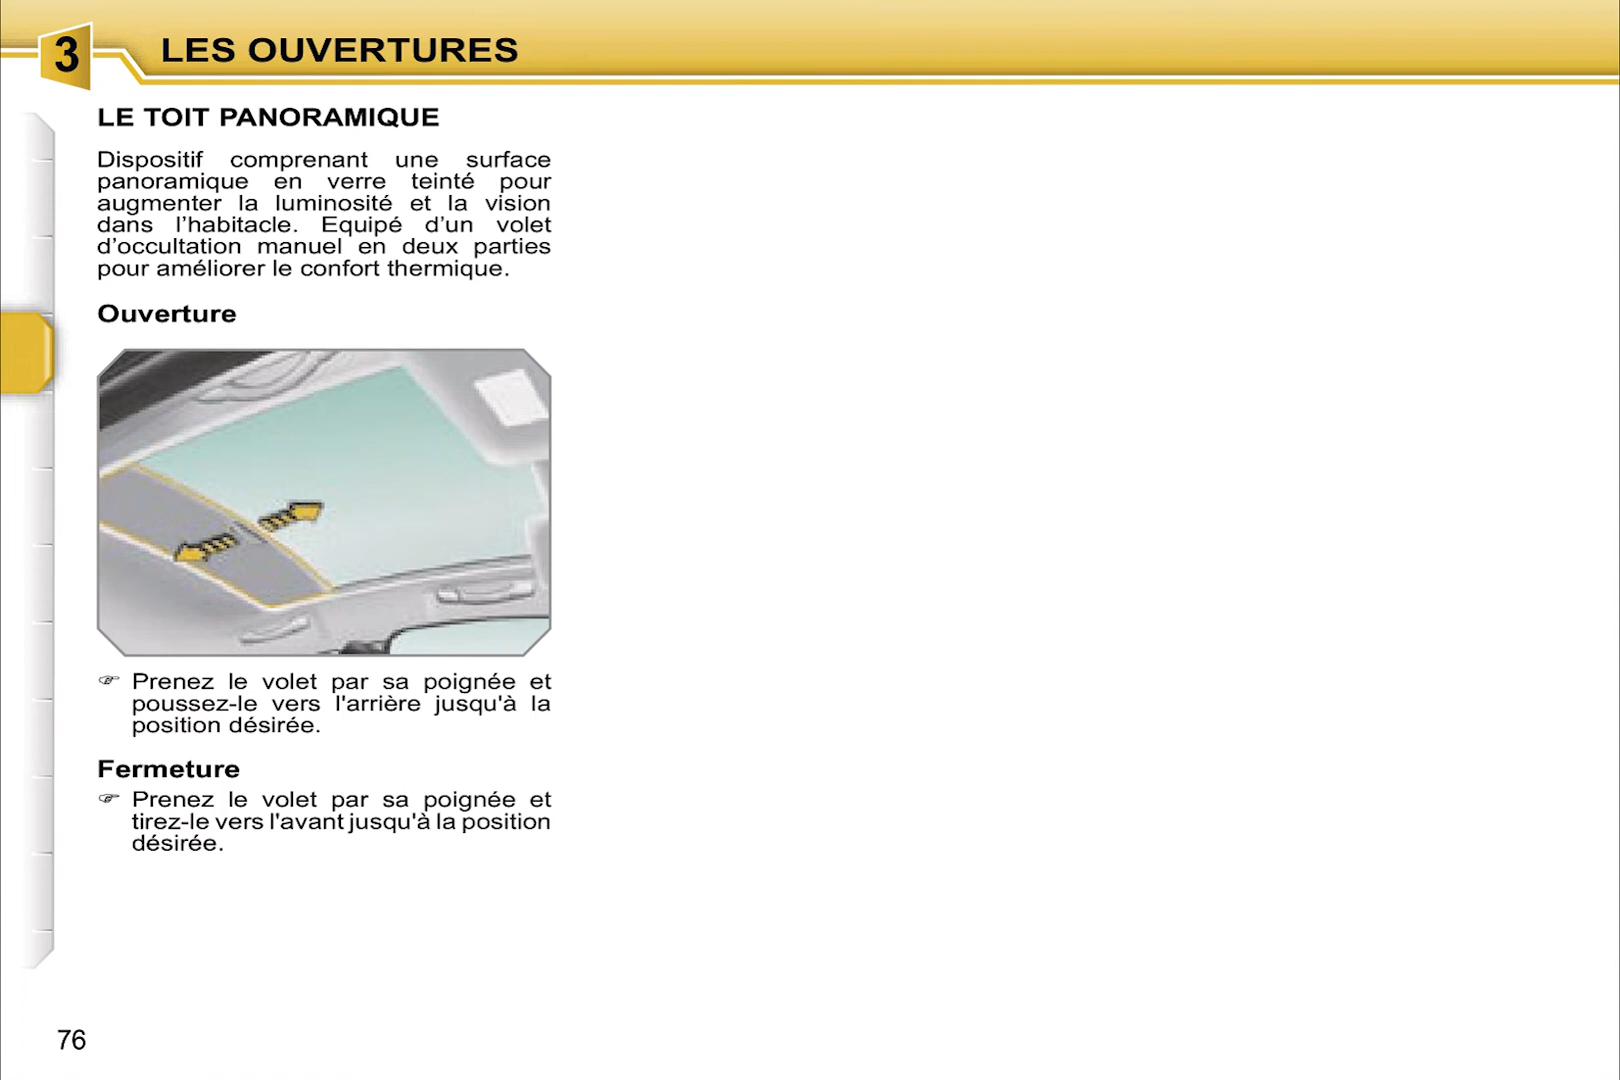 3
LES OUVERTURES
LE TOIT PANORAMIQUE
Dispositif comprenant une surface
panoramique en verre teinté pour
augmenter la luminosité et la vision
dans l’habitacle. Equipé d’un volet
d’occultation manuel en deux parties
pour améliorer le confort thermique.
Ouverture
☞ Prenez le volet par sa poignée et
poussez-le vers l'arrière jusqu'à la
position désirée.
Fermeture
☞ Prenez le volet par sa poignée et
tirez-le vers l'avant jusqu'à la position
désirée.
76